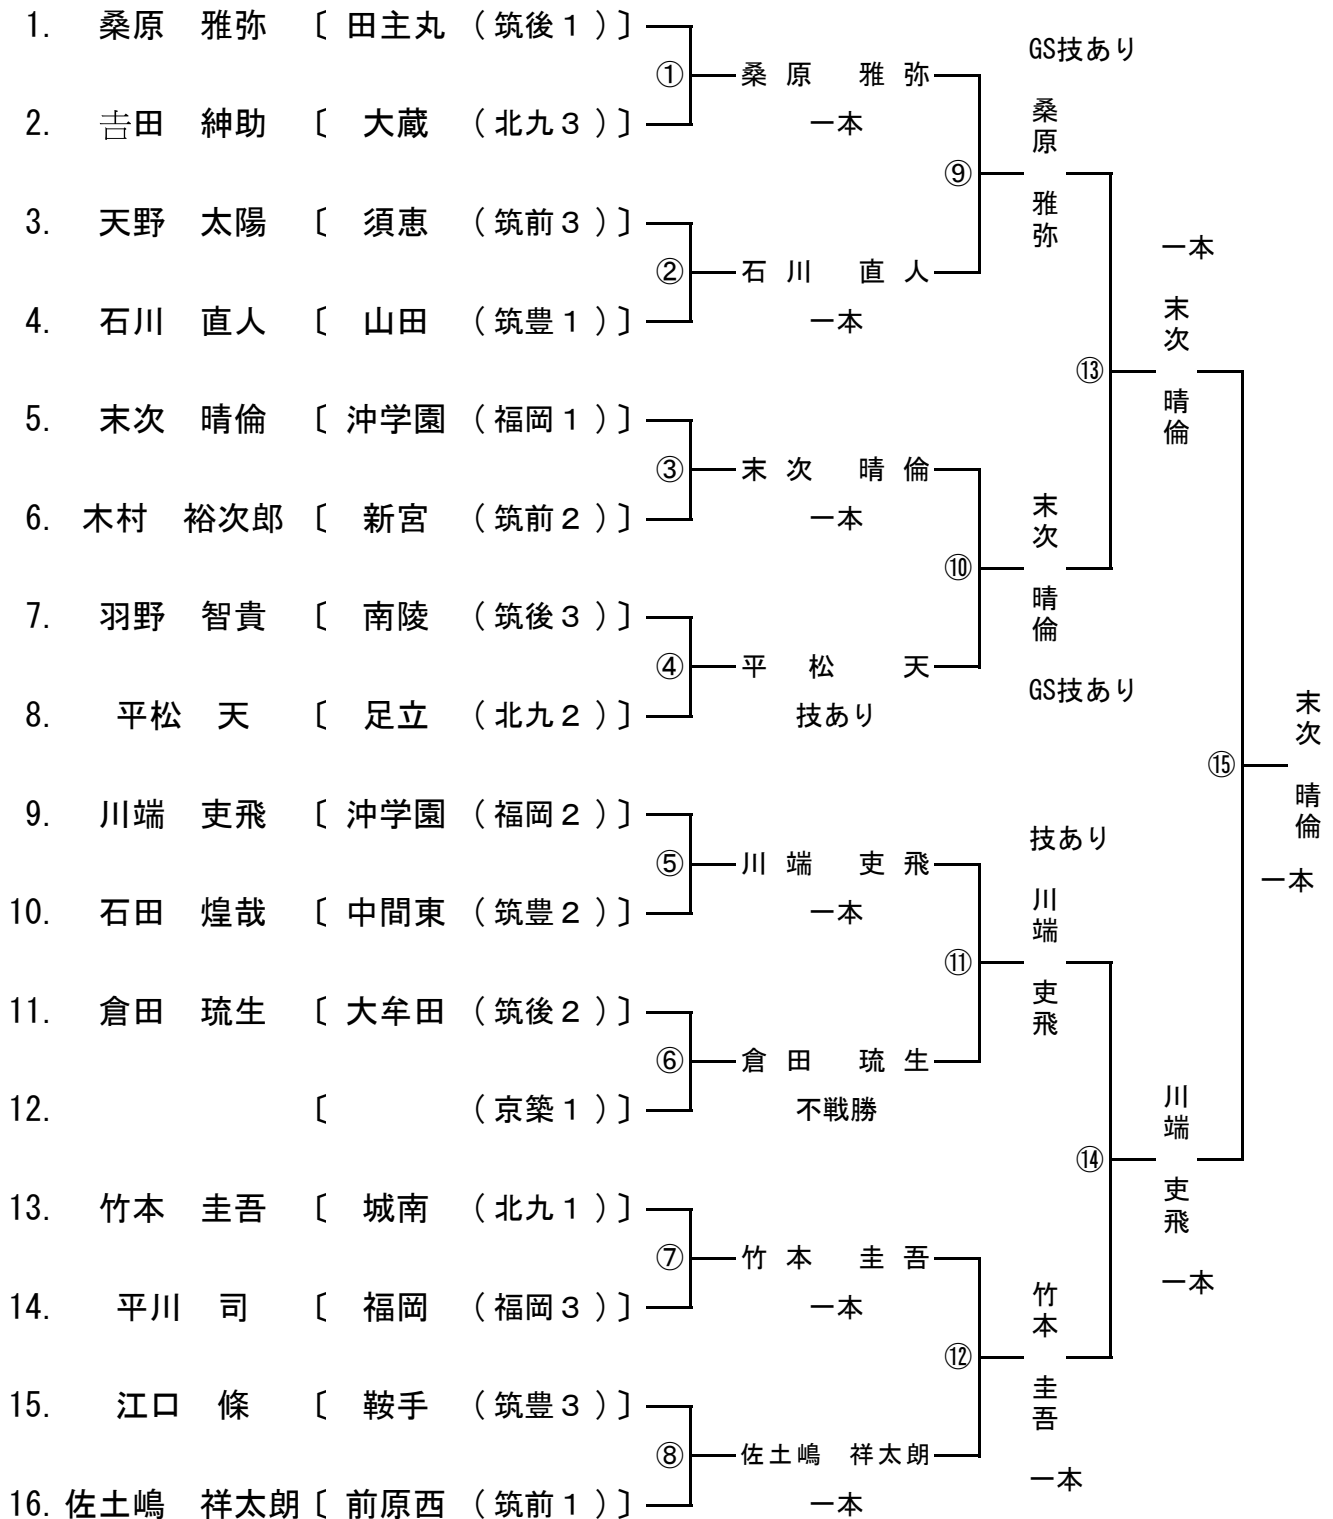 1. 桑原 雅弥 〔 田主丸 (筑後１)〕
2. 𠮷田 紳助 〔 大蔵 (北九３)〕
3. 天野 太陽 〔 須恵 (筑前３)〕
4. 石川 直人 〔 山田 (筑豊１)〕
5. 末次 晴倫 〔 沖学園 (福岡１)〕
6. 木村 裕次郎 〔 新宮 (筑前２)〕
7. 羽野 智貴 〔 南陵 (筑後３)〕
8. 平松 天 〔 足立 (北九２)〕
9. 川端 吏飛 〔 沖学園 (福岡２)〕
10. 石田 煌哉 〔 中間東 (筑豊２)〕
11. 倉田 琉生 〔 大牟田 (筑後２)〕
12. 〔 (京築１)〕
13. 竹本 圭吾 〔 城南 (北九１)〕
14. 平川 司 〔 福岡 (福岡３)〕
15. 江口 條 〔 鞍手 (筑豊３)〕
16. 佐土嶋 祥太朗 〔 前原西 (筑前１)〕
① 桑原 雅弥
一本
② 石川 直人
一本
③ 末次 晴倫
一本
④ 平松 天
技あり
⑤ 川端 吏飛
一本
⑥ 倉田 琉生
不戦勝
⑦ 竹本 圭吾
一本
⑧ 佐土嶋 祥太朗
一本
GS技あり
⑨ 桑原 雅弥
⑩ 末次 晴倫
GS技あり
技あり
⑪ 川端 吏飛
⑫ 竹本 圭吾
一本
一本
⑬ 末次 晴倫
⑭ 川端 吏飛
一本
⑮ 末次 晴倫
一本